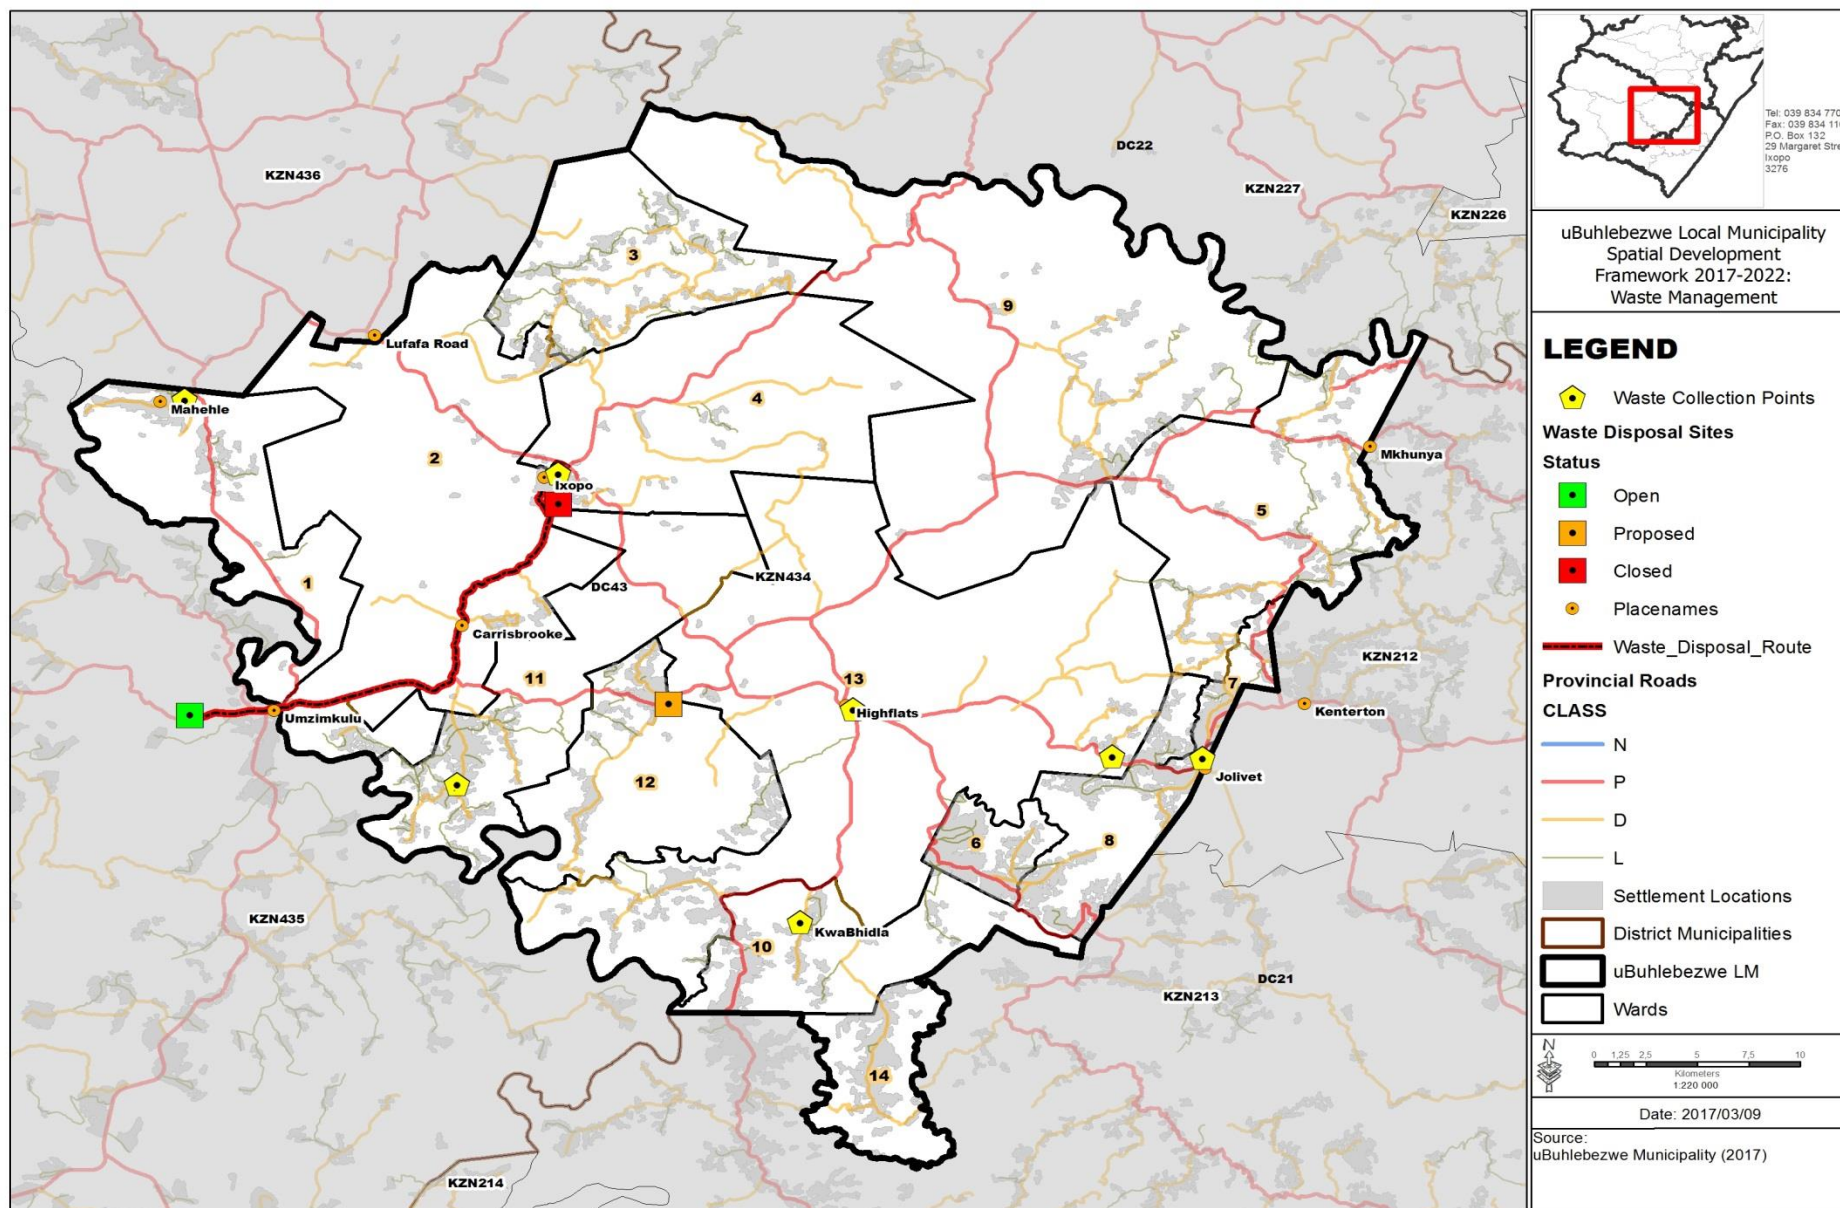 KZN436
DC22
KZN227
KZN226
3
9
Lufafa Road
Mahehle
4
2
Mkhunya
Ixopo
5
1
DC43
KZN434
Carrisbrooke
KZN212
11
13
7
Umzimkulu
Highflats
Kenterton
12
Jolivet
6
8
KZN435
10
KwaBhidla
DC21
KZN213
14
KZN214
Tel: 039 834 770
Fax: 039 834 110
P.O. Box 132
29 Margaret Stre
Ixopo
3276
uBuhlebezwe Local Municipality
Spatial Development
Framework 2017-2022:
Waste Management
LEGEND
Waste Collection Points
Waste Disposal Sites
Status
Open
Proposed
Closed
Placenames
Waste_Disposal_Route
Provincial Roads
CLASS
N
P
D
L
Settlement Locations
District Municipalities
uBuhlebezwe LM
Wards
N
0 1,25 2,5 5 7,5 10
Kilometers
1:220 000
Date: 2017/03/09
Source:
uBuhlebezwe Municipality (2017)